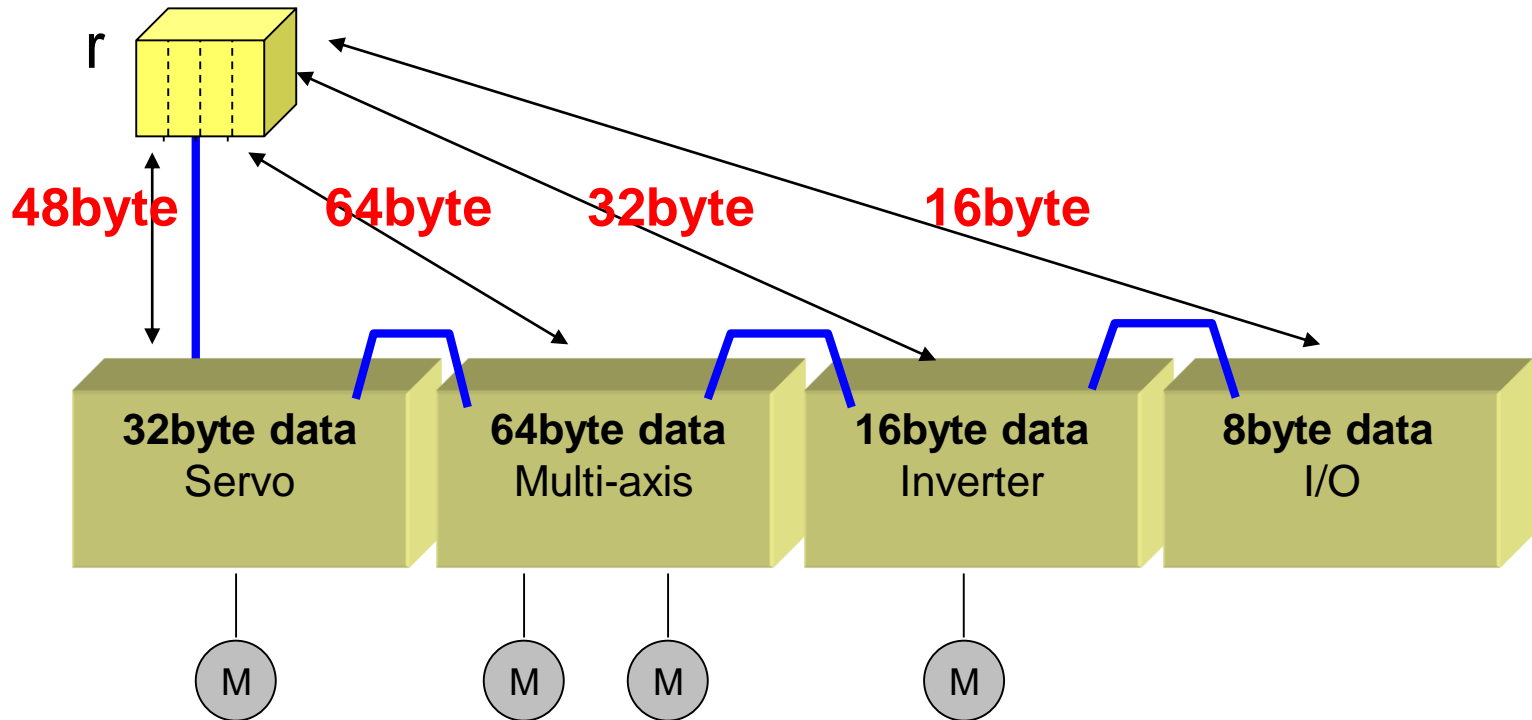 r
48byte
64byte
32byte
16byte
32byte data
Servo
64byte data
Multi-axis
16byte data
Inverter
8byte data
I/O
M
M
M
M